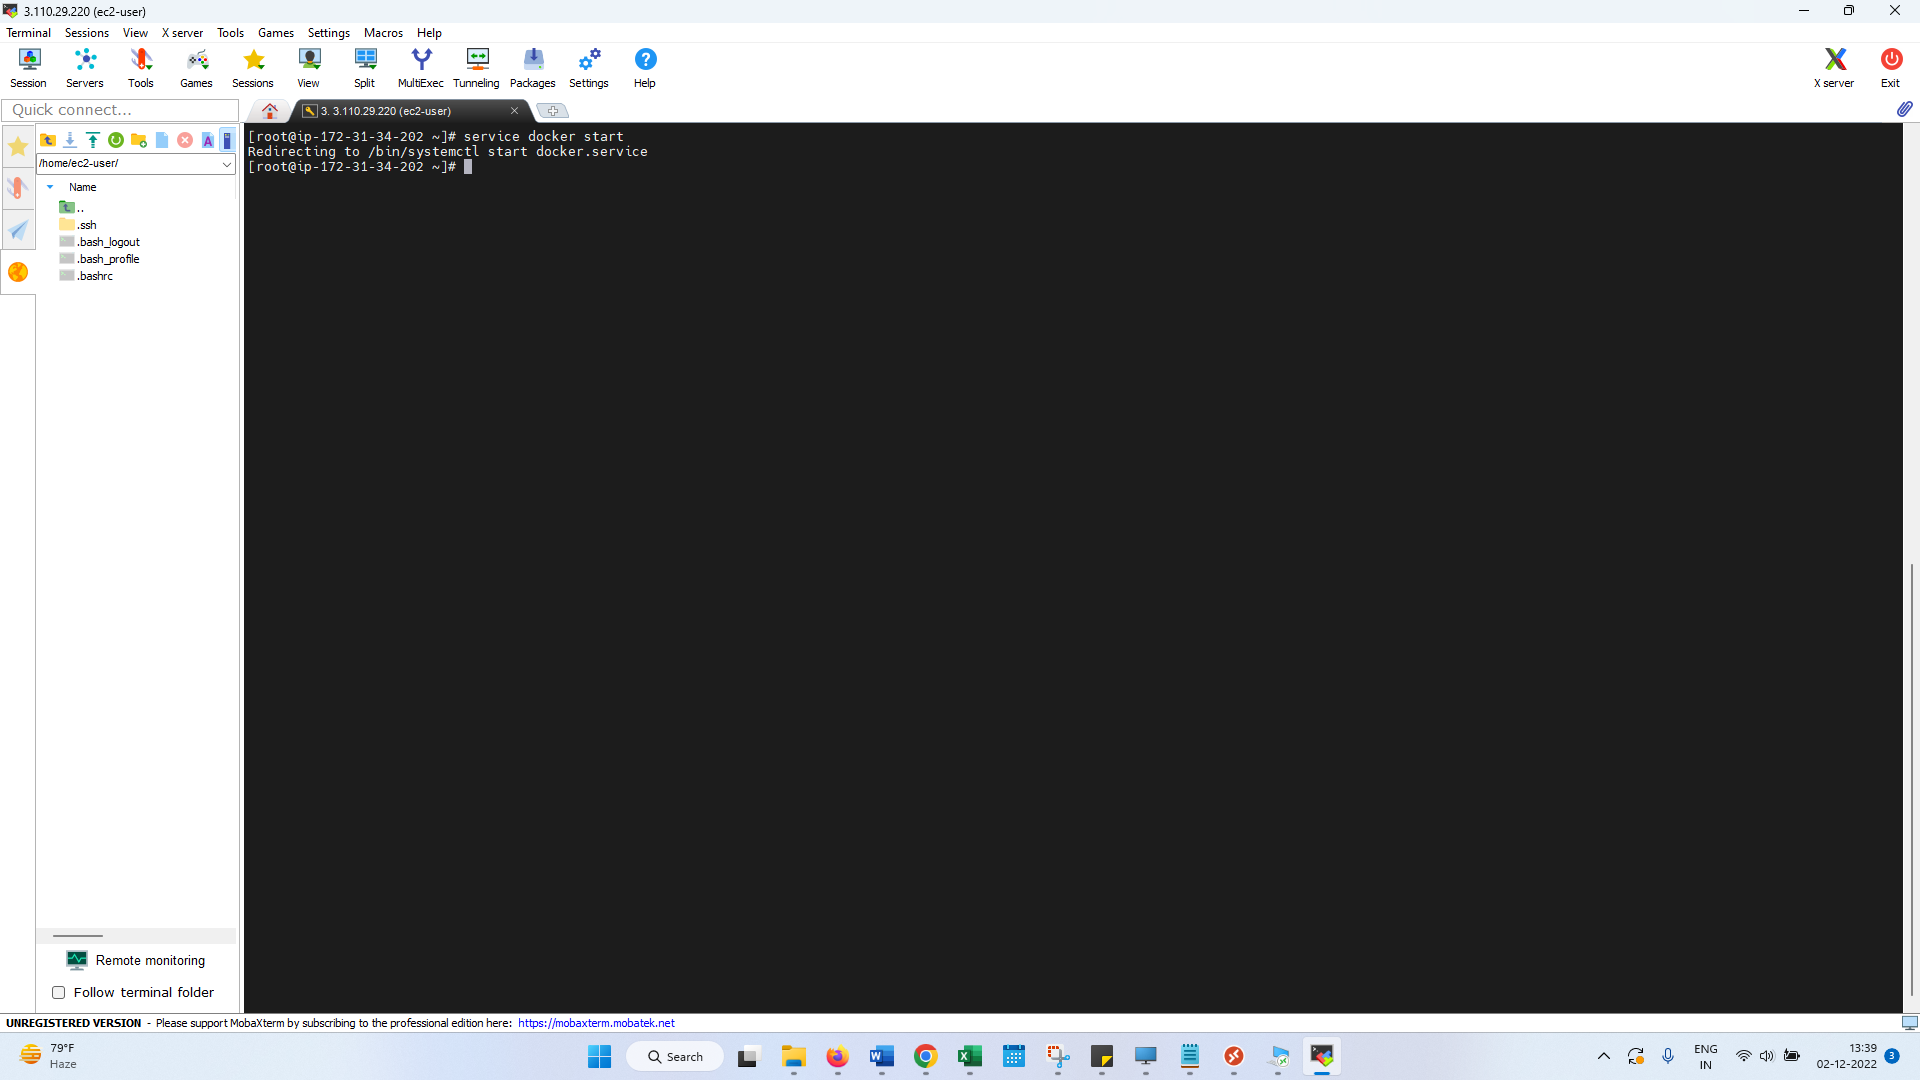 3.110.29.220 (ec2-user)
Terminal Sessions View X server Tools Games Settings Macros Help
Session Servers Tools Games Sessions View Split MultiExec Tunneling Packages Settings Help X server Exit
Quick connect...
3. 3.110.29.220 (ec2-user)
/home/ec2-user/
Name
..
.ssh
.bash_logout
.bash_profile
.bashrc
[root@ip-172-31-34-202 ~]# service docker start
Redirecting to /bin/systemctl start docker.service
[root@ip-172-31-34-202 ~]#
Remote monitoring
Follow terminal folder
UNREGISTERED VERSION - Please support MobaXterm by subscribing to the professional edition here: https://mobaxterm.mobatek.net
79°F
Haze
Search
ENG
IN
13:39
02-12-2022
3